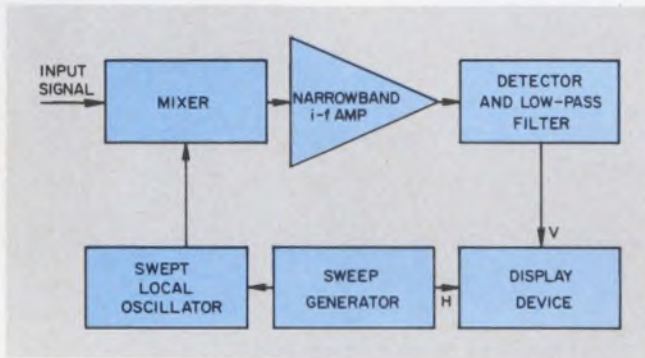 INPUT
SIGNAL
MIXER
NARROWBAND
i-f AMP
DETECTOR
AND LOW-PASS
FILTER
V
SWEPT
LOCAL
OSCILLATOR
SWEEP
GENERATOR
H
DISPLAY
DEVICE